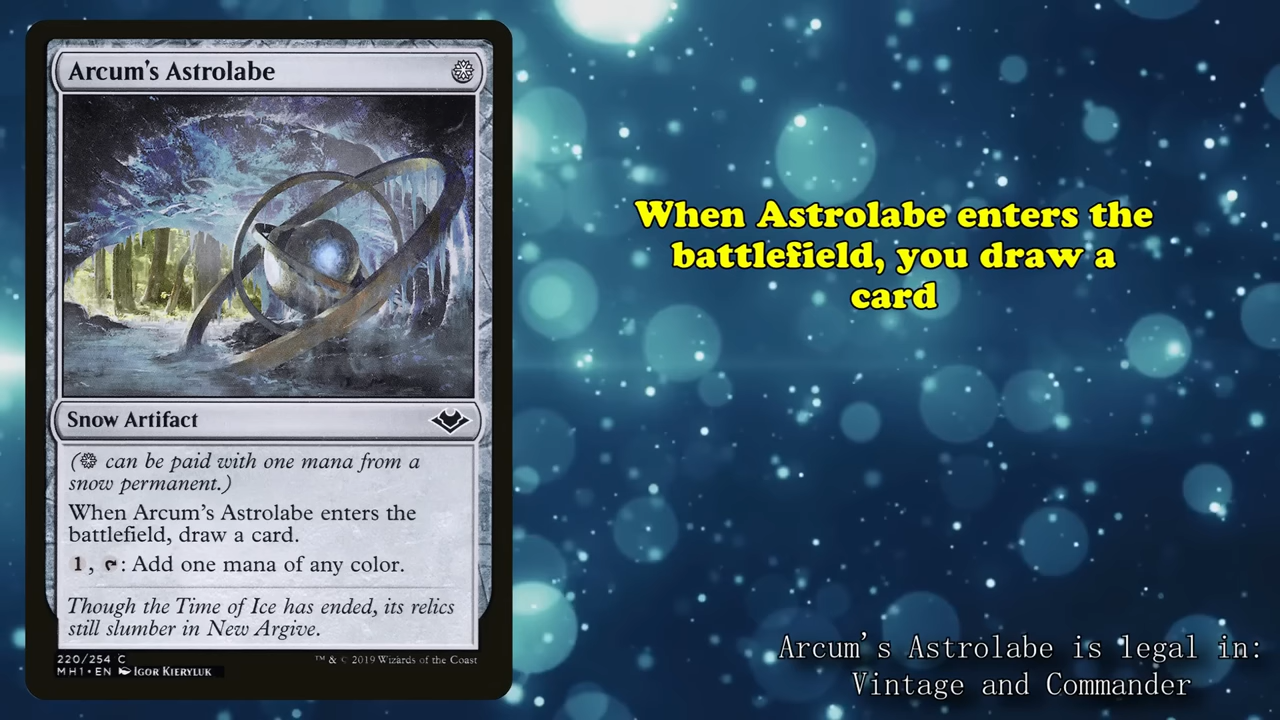 Arcum's Astrolabe
When Astrolabe enters the
battlefield, you draw a
card
Snow Artifact
( can be paid with one mana from a
snow permanent.)
When Arcum's Astrolabe enters the
battlefield, draw a card.
1, : Add one mana of any color.
Though the Time of Ice has ended, its relics
still slumber in New Argive.
220/254 C
MH1 • EN Igor Kieryluk
™ & © 2019 Wizards of the Coast
Arcum's Astrolabe is legal in:
Vintage and Commander